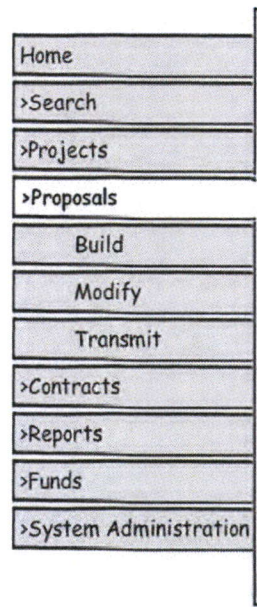 Home
>Search
>Projects
>Proposals
Build
Modify
Transmit
>Contracts
>Reports
>Funds
>System Administration